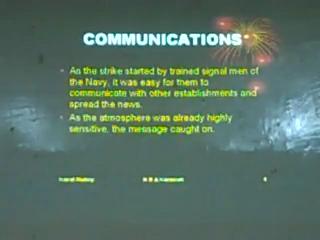 COMMUNICATIONS
As the strike started by trained signal men of
the Navy, it was easy for them to
communicate with other establishments and
spread the news.
As the atmosphere was already highly
sensitive, the message caught on.